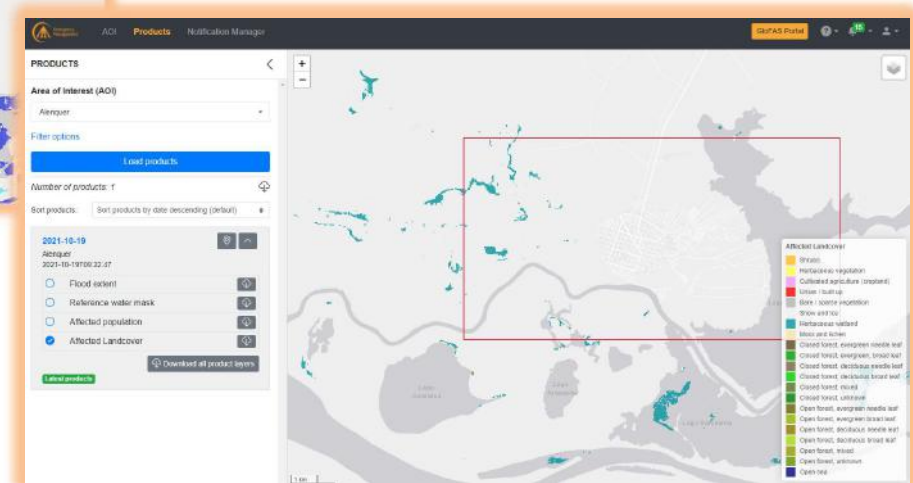 AOI
Products
Notification Manager
GloFAS Portal
PRODUCTS
Area of Interest (AOI)
Alenquer
Filter options
Load products
Number of products: 1
Sort products:
Sort products by date descending (default)
2021-10-19
Alenquer
Flood extent
Reference water mask
Affected population
Affected Landcover
Download all product layers
Latest products
+
−
1 km
Affected Landcover
Shrubs
Herbaceous vegetation
Cultivated agriculture (cropland)
Urban / built up
Bare / sparse vegetation
Snow and Ice
Herbaceous wetland
Moss and lichen
Closed forest, evergreen needle leaf
Closed forest, evergreen, broad leaf
Closed forest, deciduous needle leaf
Closed forest, deciduous broad leaf
Closed forest, mixed
Closed forest, unknown
Open forest, evergreen needle leaf
Open forest, evergreen broad leaf
Open forest, deciduous needle leaf
Open forest, deciduous broad leaf
Open forest, mixed
Open forest, unknown
Open sea